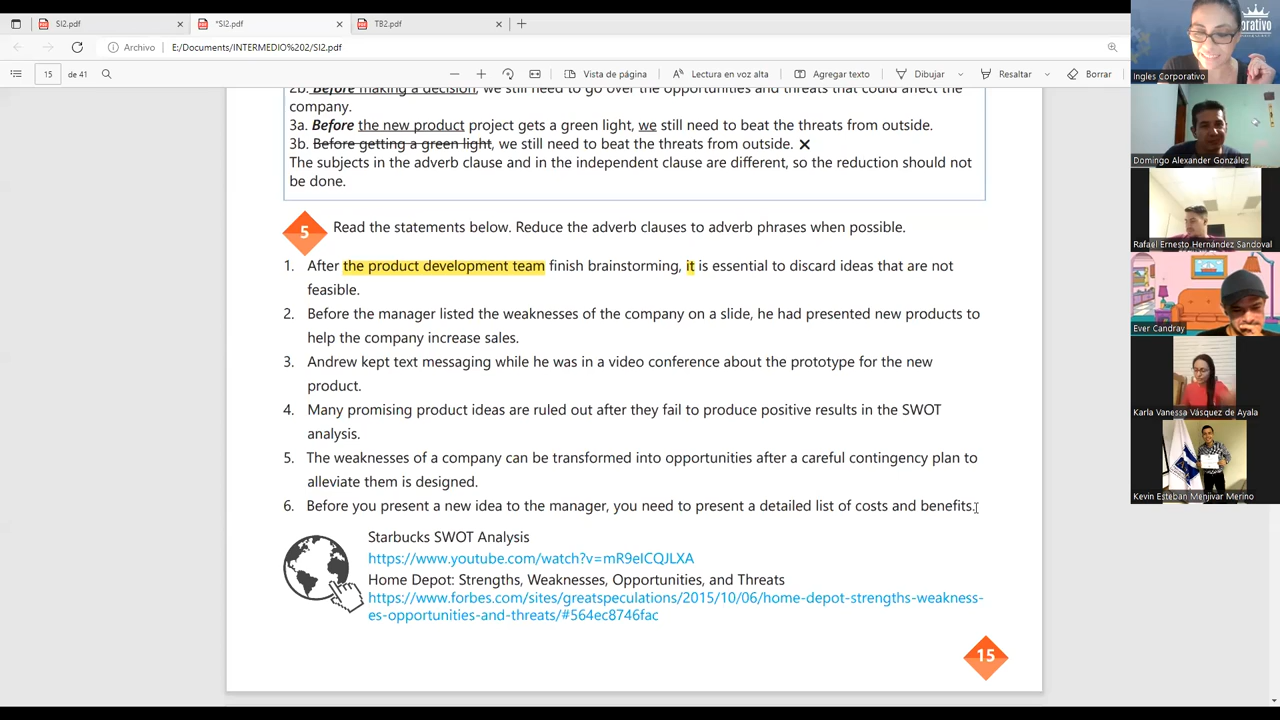 SI2.pdf
*SI2.pdf
TB2.pdf
Archivo
E:/Documents/INTERMEDIO%202/SI2.pdf
15
de 41
Vista de página
Lectura en voz alta
Agregar texto
Dibujar
Resaltar
Borrar
2b. Before making a decision, we still need to go over the opportunities and threats that could affect the
company.
3a. Before the new product project gets a green light, we still need to beat the threats from outside.
3b. Before getting a green light, we still need to beat the threats from outside. ✕
The subjects in the adverb clause and in the independent clause are different, so the reduction should not
be done.
5
Read the statements below. Reduce the adverb clauses to adverb phrases when possible.
1. After the product development team finish brainstorming, it is essential to discard ideas that are not
feasible.
2. Before the manager listed the weaknesses of the company on a slide, he had presented new products to
help the company increase sales.
3. Andrew kept text messaging while he was in a video conference about the prototype for the new
product.
4. Many promising product ideas are ruled out after they fail to produce positive results in the SWOT
analysis.
5. The weaknesses of a company can be transformed into opportunities after a careful contingency plan to
alleviate them is designed.
6. Before you present a new idea to the manager, you need to present a detailed list of costs and benefits.
Starbucks SWOT Analysis
https://www.youtube.com/watch?v=mR9eICQJLXA
Home Depot: Strengths, Weaknesses, Opportunities, and Threats
https://www.forbes.com/sites/greatspeculations/2015/10/06/home-depot-strengths-weakness-
es-opportunities-and-threats/#564ec8746fac
15
Ingles Corporativo
Domingo Alexander González
Rafael Ernesto Hernández Sandoval
Ever Candray
Karla Vanessa Vásquez de Ayala
Kevin Esteban Menjivar Merino